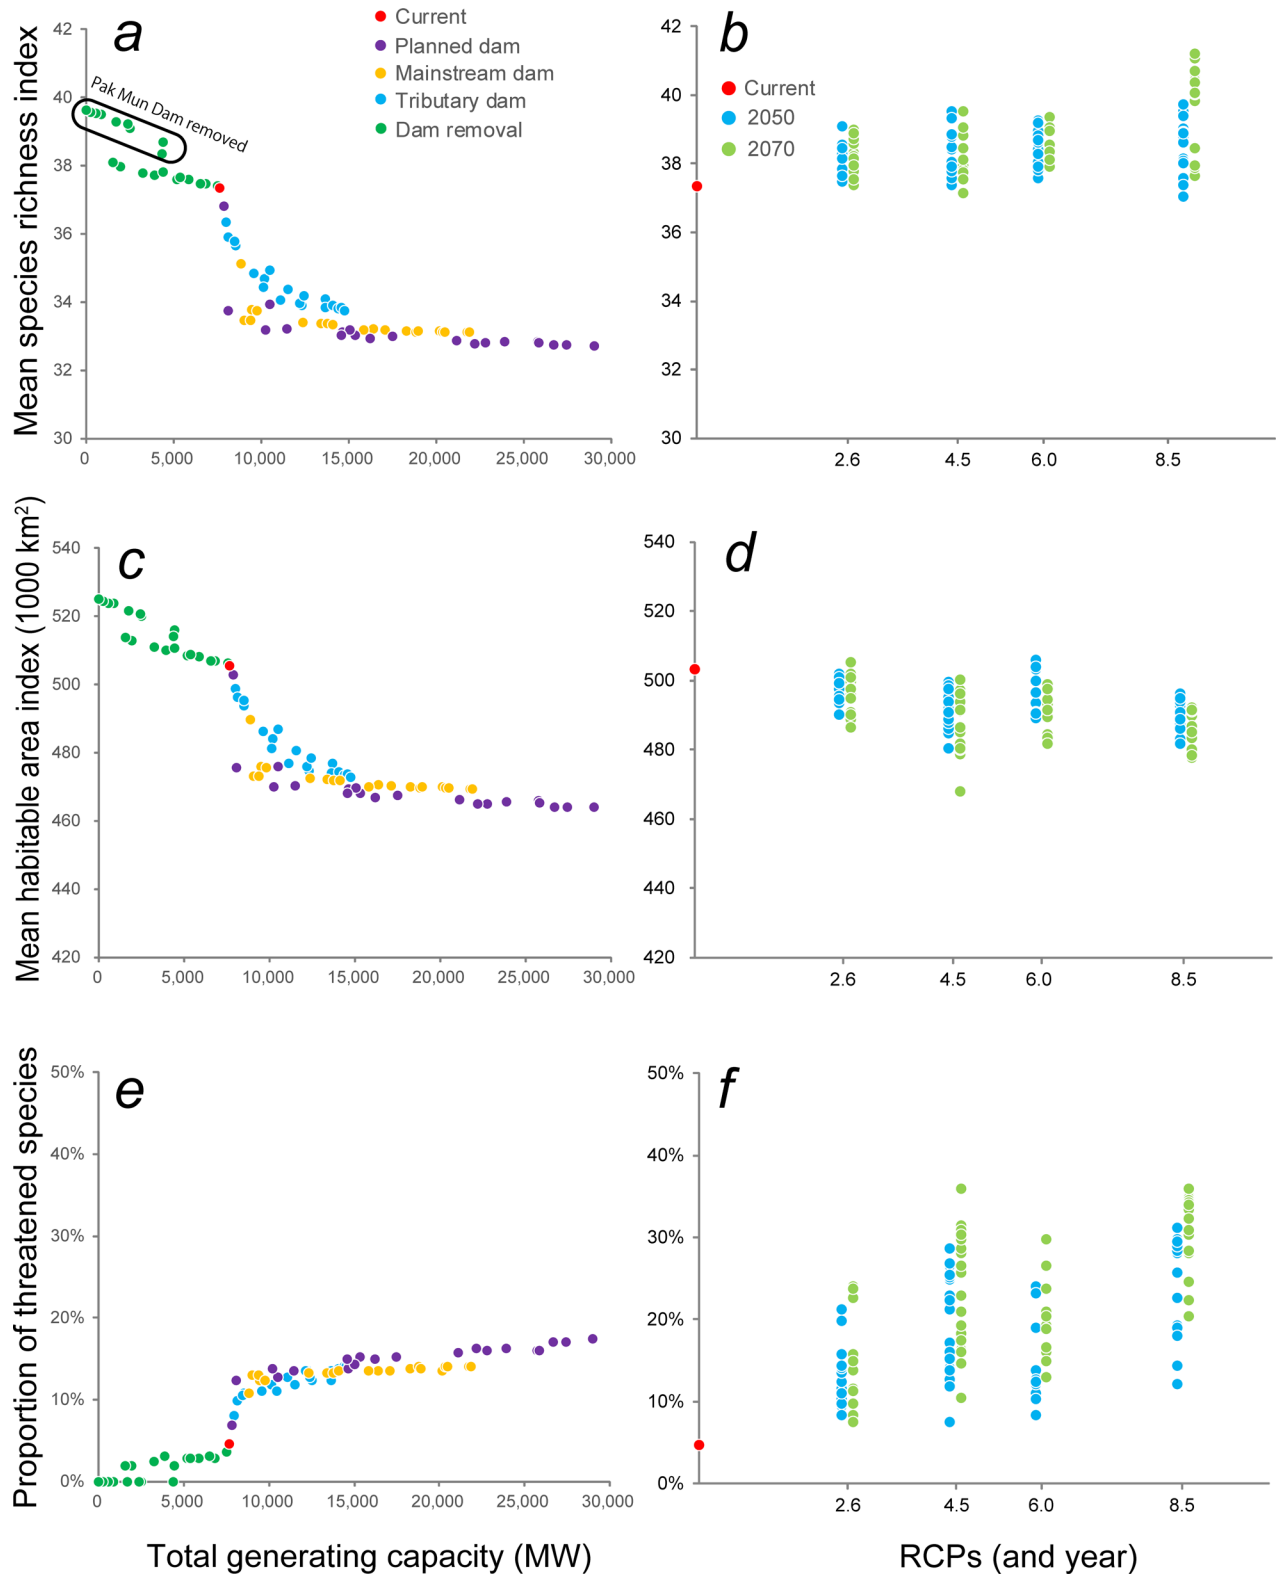 a
Current
Planned dam
Mainstream dam
Tributary dam
Dam removal
Pak Mun Dam removed
Mean species richness index
42
40
38
36
34
32
30
0 5,000 10,000 15,000 20,000 25,000 30,000
b
Current
2050
2070
42
40
38
36
34
32
30
2.6 4.5 6.0 8.5
c
Mean habitable area index (1000 km²)
540
520
500
480
460
440
420
0 5,000 10,000 15,000 20,000 25,000 30,000
d
540
520
500
480
460
440
420
2.6 4.5 6.0 8.5
e
Proportion of threatened species
50%
40%
30%
20%
10%
0%
0 5,000 10,000 15,000 20,000 25,000 30,000
Total generating capacity (MW)
f
50%
40%
30%
20%
10%
0%
2.6 4.5 6.0 8.5
RCPs (and year)